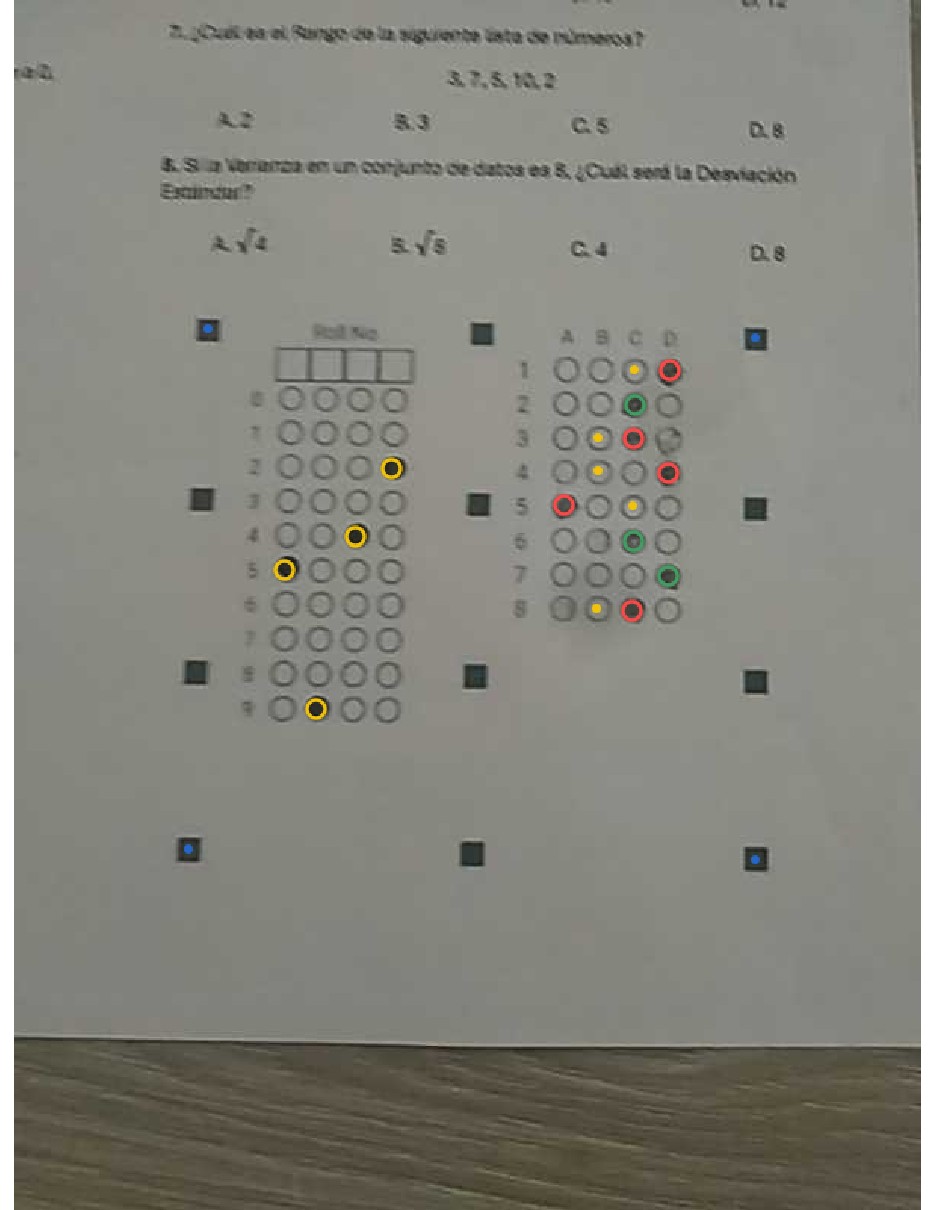 D. 12
7. ¿Cuál es el Rango de la siguiente lista de números?
3, 7, 5, 10, 2
A. 2 B. 3 C. 5 D. 8
8. Si la Varianza en un conjunto de datos es 8, ¿Cuál será la Desviación
Estándar?
A. √4 B. √8 C. 4 D. 8
Roll No
0
1
2
3
4
5
6
7
8
9
A B C D
1
2
3
4
5
6
7
8